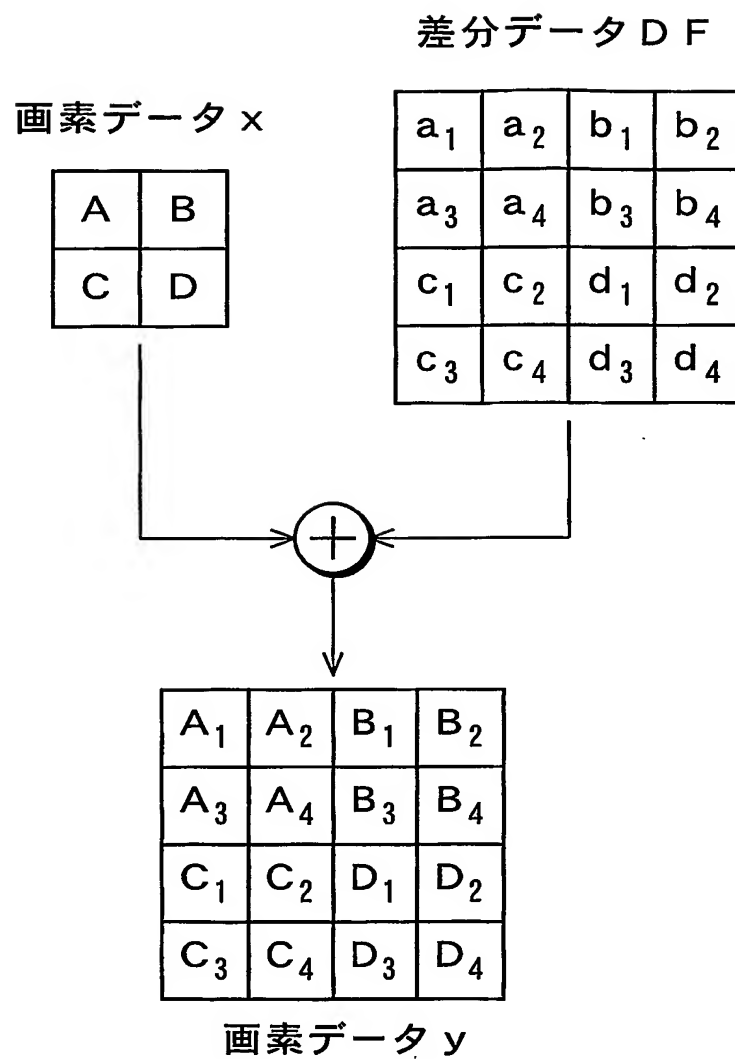 差分データDF
画素データx
a₁ a₂ b₁ b₂
a₃ a₄ b₃ b₄
c₁ c₂ d₁ d₂
c₃ c₄ d₃ d₄
A B
C D
+
A₁ A₂ B₁ B₂
A₃ A₄ B₃ B₄
C₁ C₂ D₁ D₂
C₃ C₄ D₃ D₄
画素データy